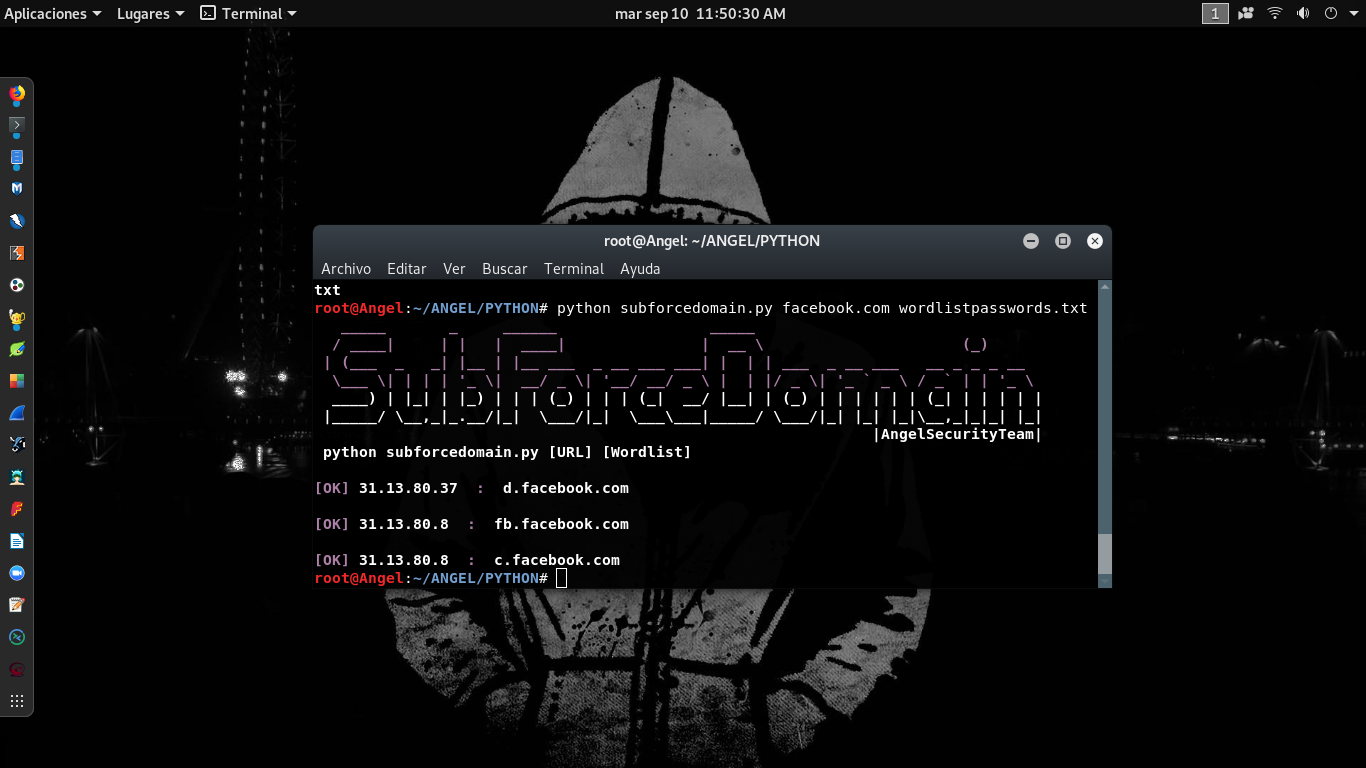 Aplicaciones Lugares Terminal mar sep 10 11:50:30 AM 1
root@Angel: ~/ANGEL/PYTHON
Archivo Editar Ver Buscar Terminal Ayuda
txt
root@Angel:~/ANGEL/PYTHON# python subforcedomain.py facebook.com wordlistpasswords.txt
SubForceDomain
|AngelSecurityTeam|
python subforcedomain.py [URL] [Wordlist]
[OK] 31.13.80.37 : d.facebook.com
[OK] 31.13.80.8 : fb.facebook.com
[OK] 31.13.80.8 : c.facebook.com
root@Angel:~/ANGEL/PYTHON#